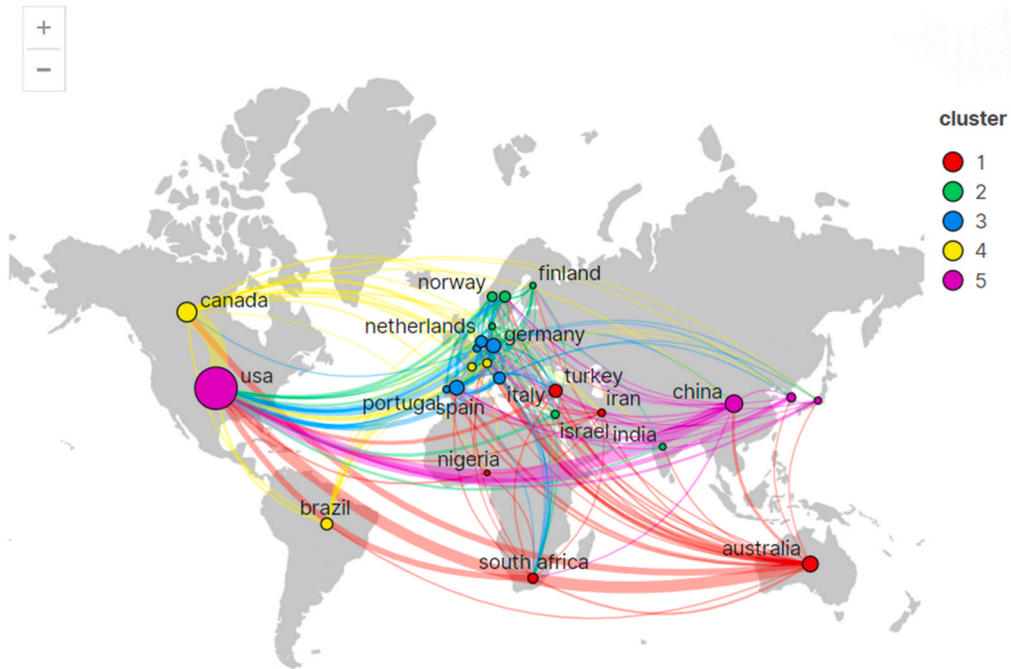 +
−
cluster
1
2
3
4
5
finland
norway
canada
netherlands
germany
usa
turkey
china
iran
italy
portugal
spain
israel
india
nigeria
brazil
australia
south africa